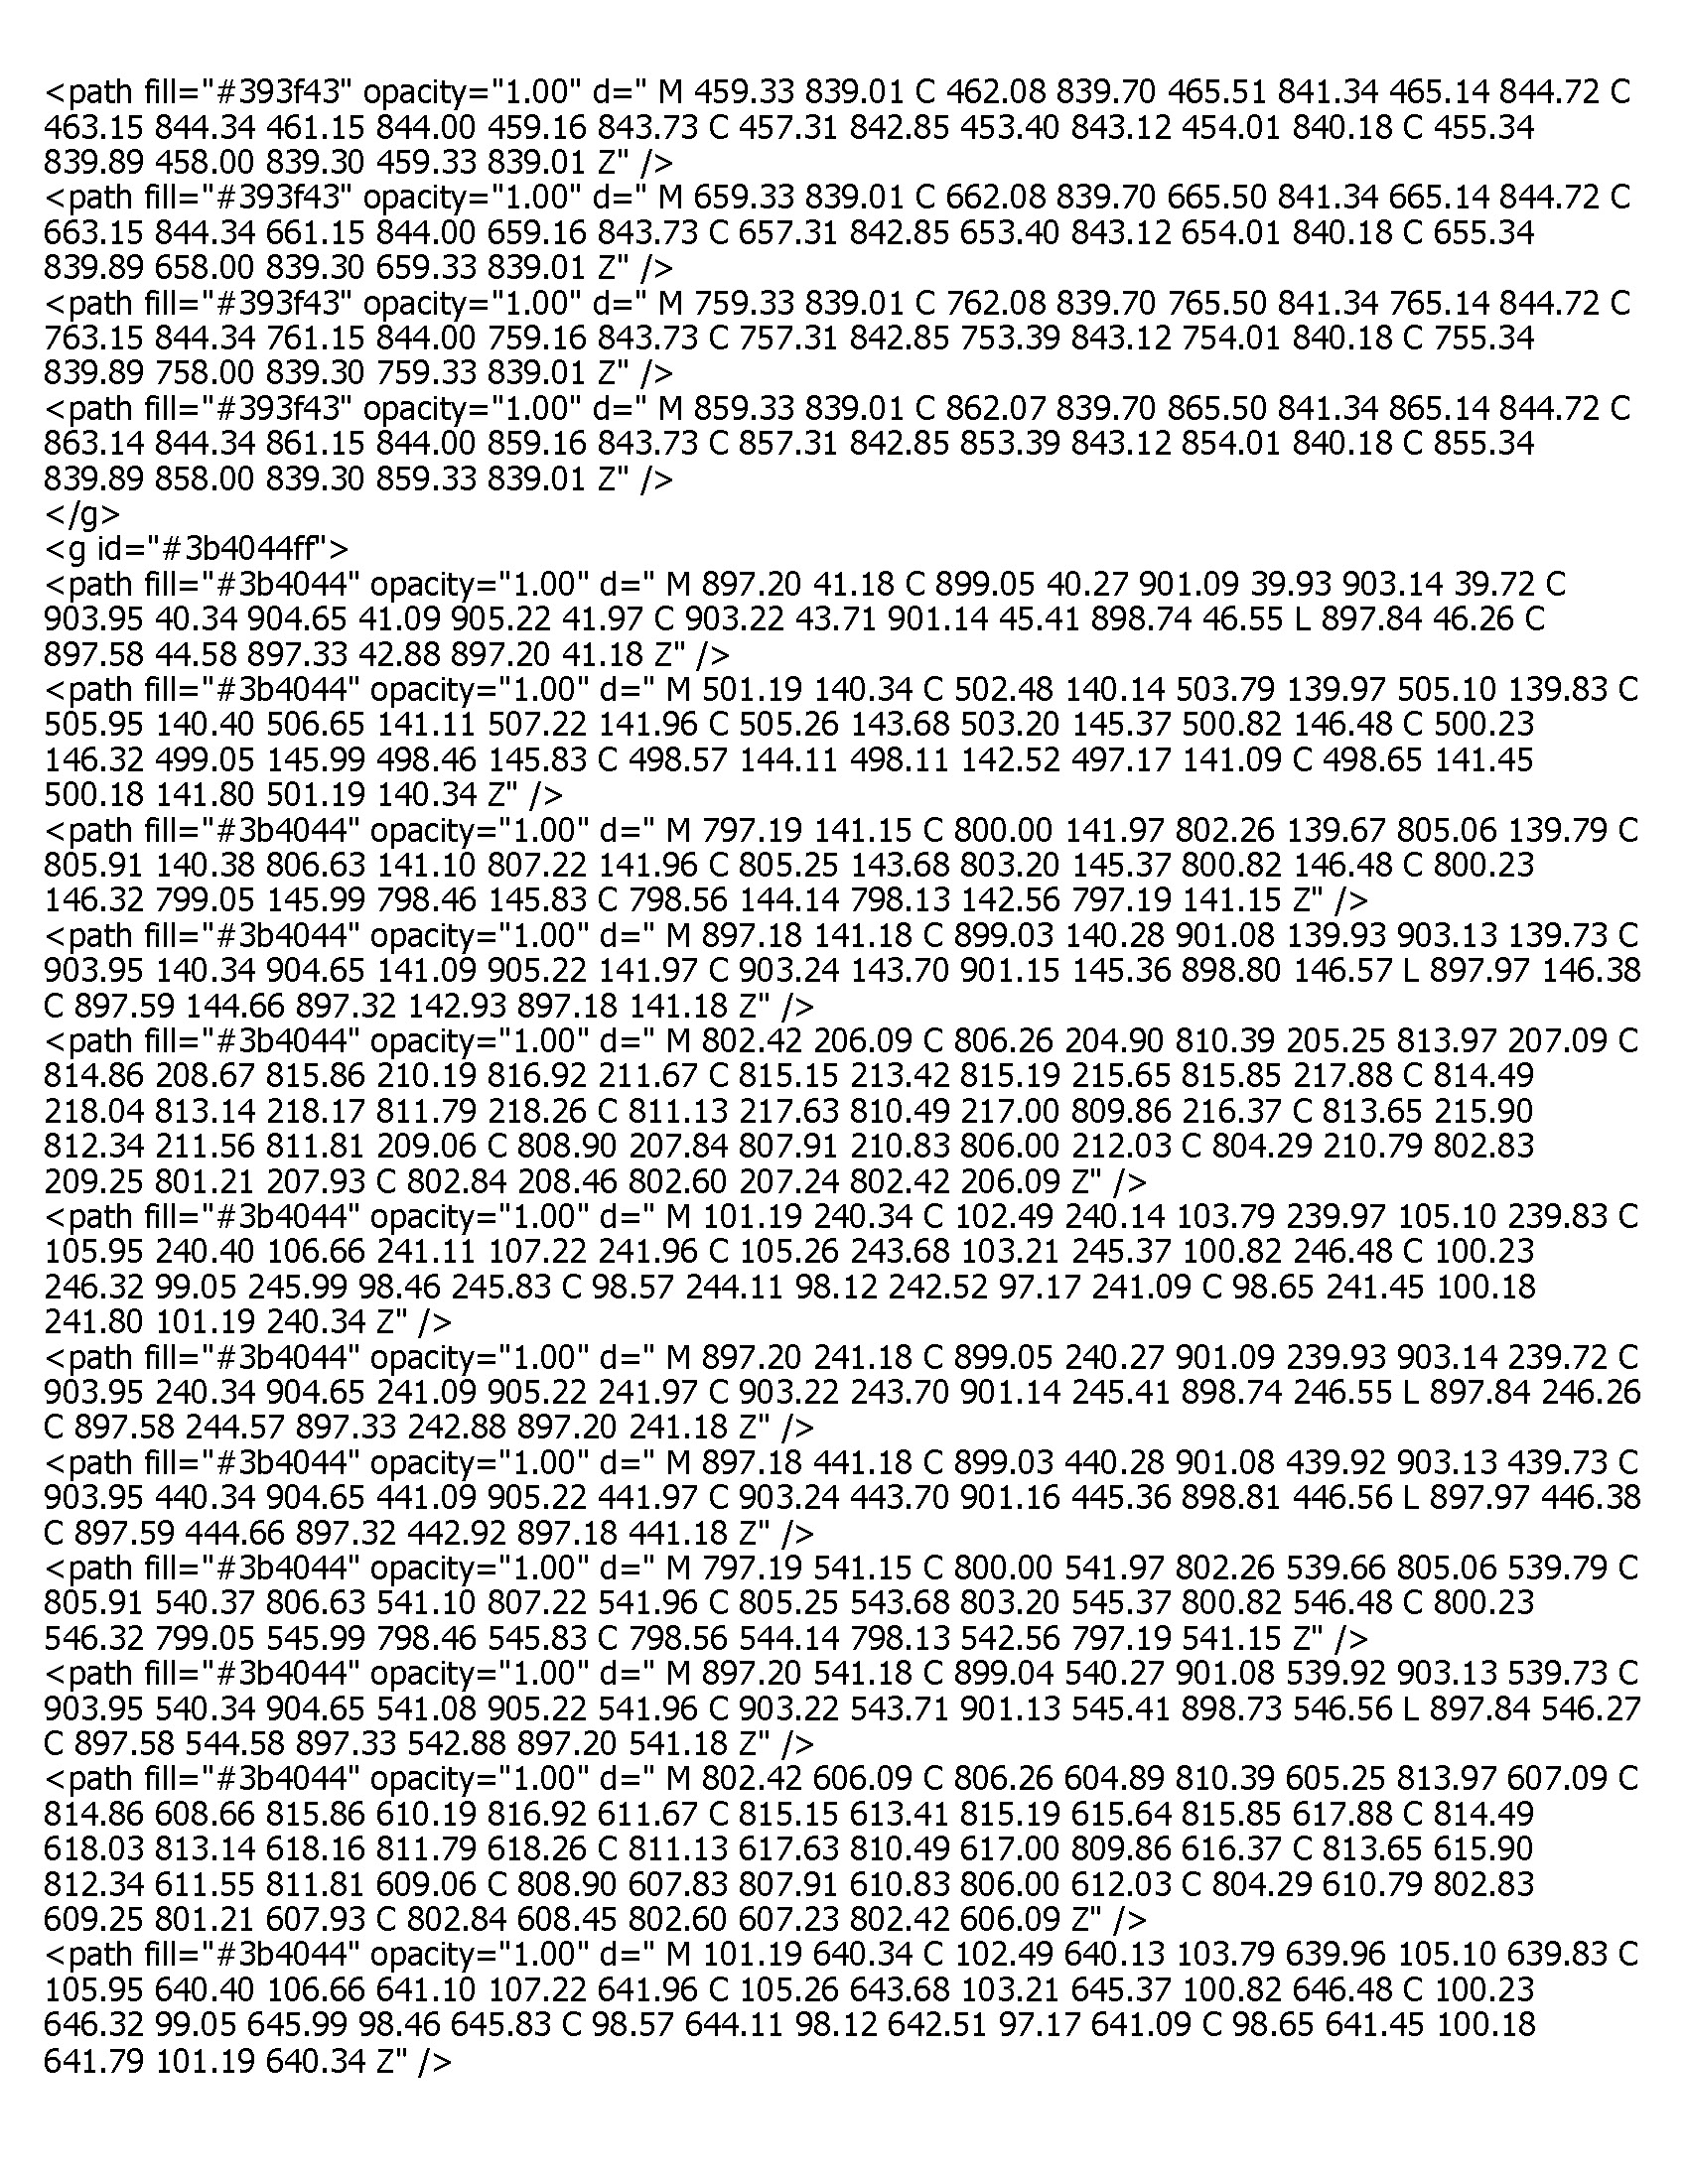 <path fill="#393f43" opacity="1.00" d=" M 459.33 839.01 C 462.08 839.70 465.51 841.34 465.14 844.72 C
463.15 844.34 461.15 844.00 459.16 843.73 C 457.31 842.85 453.40 843.12 454.01 840.18 C 455.34
839.89 458.00 839.30 459.33 839.01 Z" />
<path fill="#393f43" opacity="1.00" d=" M 659.33 839.01 C 662.08 839.70 665.50 841.34 665.14 844.72 C
663.15 844.34 661.15 844.00 659.16 843.73 C 657.31 842.85 653.40 843.12 654.01 840.18 C 655.34
839.89 658.00 839.30 659.33 839.01 Z" />
<path fill="#393f43" opacity="1.00" d=" M 759.33 839.01 C 762.08 839.70 765.50 841.34 765.14 844.72 C
763.15 844.34 761.15 844.00 759.16 843.73 C 757.31 842.85 753.39 843.12 754.01 840.18 C 755.34
839.89 758.00 839.30 759.33 839.01 Z" />
<path fill="#393f43" opacity="1.00" d=" M 859.33 839.01 C 862.07 839.70 865.50 841.34 865.14 844.72 C
863.14 844.34 861.15 844.00 859.16 843.73 C 857.31 842.85 853.39 843.12 854.01 840.18 C 855.34
839.89 858.00 839.30 859.33 839.01 Z" />
</g>
<g id="#3b4044ff">
<path fill="#3b4044" opacity="1.00" d=" M 897.20 41.18 C 899.05 40.27 901.09 39.93 903.14 39.72 C
903.95 40.34 904.65 41.09 905.22 41.97 C 903.22 43.71 901.14 45.41 898.74 46.55 L 897.84 46.26 C
897.58 44.58 897.33 42.88 897.20 41.18 Z" />
<path fill="#3b4044" opacity="1.00" d=" M 501.19 140.34 C 502.48 140.14 503.79 139.97 505.10 139.83 C
505.95 140.40 506.65 141.11 507.22 141.96 C 505.26 143.68 503.20 145.37 500.82 146.48 C 500.23
146.32 499.05 145.99 498.46 145.83 C 498.57 144.11 498.11 142.52 497.17 141.09 C 498.65 141.45
500.18 141.80 501.19 140.34 Z" />
<path fill="#3b4044" opacity="1.00" d=" M 797.19 141.15 C 800.00 141.97 802.26 139.67 805.06 139.79 C
805.91 140.38 806.63 141.10 807.22 141.96 C 805.25 143.68 803.20 145.37 800.82 146.48 C 800.23
146.32 799.05 145.99 798.46 145.83 C 798.56 144.14 798.13 142.56 797.19 141.15 Z" />
<path fill="#3b4044" opacity="1.00" d=" M 897.18 141.18 C 899.03 140.28 901.08 139.93 903.13 139.73 C
903.95 140.34 904.65 141.09 905.22 141.97 C 903.24 143.70 901.15 145.36 898.80 146.57 L 897.97 146.38
C 897.59 144.66 897.32 142.93 897.18 141.18 Z" />
<path fill="#3b4044" opacity="1.00" d=" M 802.42 206.09 C 806.26 204.90 810.39 205.25 813.97 207.09 C
814.86 208.67 815.86 210.19 816.92 211.67 C 815.15 213.42 815.19 215.65 815.85 217.88 C 814.49
218.04 813.14 218.17 811.79 218.26 C 811.13 217.63 810.49 217.00 809.86 216.37 C 813.65 215.90
812.34 211.56 811.81 209.06 C 808.90 207.84 807.91 210.83 806.00 212.03 C 804.29 210.79 802.83
209.25 801.21 207.93 C 802.84 208.46 802.60 207.24 802.42 206.09 Z" />
<path fill="#3b4044" opacity="1.00" d=" M 101.19 240.34 C 102.49 240.14 103.79 239.97 105.10 239.83 C
105.95 240.40 106.66 241.11 107.22 241.96 C 105.26 243.68 103.21 245.37 100.82 246.48 C 100.23
246.32 99.05 245.99 98.46 245.83 C 98.57 244.11 98.12 242.52 97.17 241.09 C 98.65 241.45 100.18
241.80 101.19 240.34 Z" />
<path fill="#3b4044" opacity="1.00" d=" M 897.20 241.18 C 899.05 240.27 901.09 239.93 903.14 239.72 C
903.95 240.34 904.65 241.09 905.22 241.97 C 903.22 243.70 901.14 245.41 898.74 246.55 L 897.84 246.26
C 897.58 244.57 897.33 242.88 897.20 241.18 Z" />
<path fill="#3b4044" opacity="1.00" d=" M 897.18 441.18 C 899.03 440.28 901.08 439.92 903.13 439.73 C
903.95 440.34 904.65 441.09 905.22 441.97 C 903.24 443.70 901.16 445.36 898.81 446.56 L 897.97 446.38
C 897.59 444.66 897.32 442.92 897.18 441.18 Z" />
<path fill="#3b4044" opacity="1.00" d=" M 797.19 541.15 C 800.00 541.97 802.26 539.66 805.06 539.79 C
805.91 540.37 806.63 541.10 807.22 541.96 C 805.25 543.68 803.20 545.37 800.82 546.48 C 800.23
546.32 799.05 545.99 798.46 545.83 C 798.56 544.14 798.13 542.56 797.19 541.15 Z" />
<path fill="#3b4044" opacity="1.00" d=" M 897.20 541.18 C 899.04 540.27 901.08 539.92 903.13 539.73 C
903.95 540.34 904.65 541.08 905.22 541.96 C 903.22 543.71 901.13 545.41 898.73 546.56 L 897.84 546.27
C 897.58 544.58 897.33 542.88 897.20 541.18 Z" />
<path fill="#3b4044" opacity="1.00" d=" M 802.42 606.09 C 806.26 604.89 810.39 605.25 813.97 607.09 C
814.86 608.66 815.86 610.19 816.92 611.67 C 815.15 613.41 815.19 615.64 815.85 617.88 C 814.49
618.03 813.14 618.16 811.79 618.26 C 811.13 617.63 810.49 617.00 809.86 616.37 C 813.65 615.90
812.34 611.55 811.81 609.06 C 808.90 607.83 807.91 610.83 806.00 612.03 C 804.29 610.79 802.83
609.25 801.21 607.93 C 802.84 608.45 802.60 607.23 802.42 606.09 Z" />
<path fill="#3b4044" opacity="1.00" d=" M 101.19 640.34 C 102.49 640.13 103.79 639.96 105.10 639.83 C
105.95 640.40 106.66 641.10 107.22 641.96 C 105.26 643.68 103.21 645.37 100.82 646.48 C 100.23
646.32 99.05 645.99 98.46 645.83 C 98.57 644.11 98.12 642.51 97.17 641.09 C 98.65 641.45 100.18
641.79 101.19 640.34 Z" />